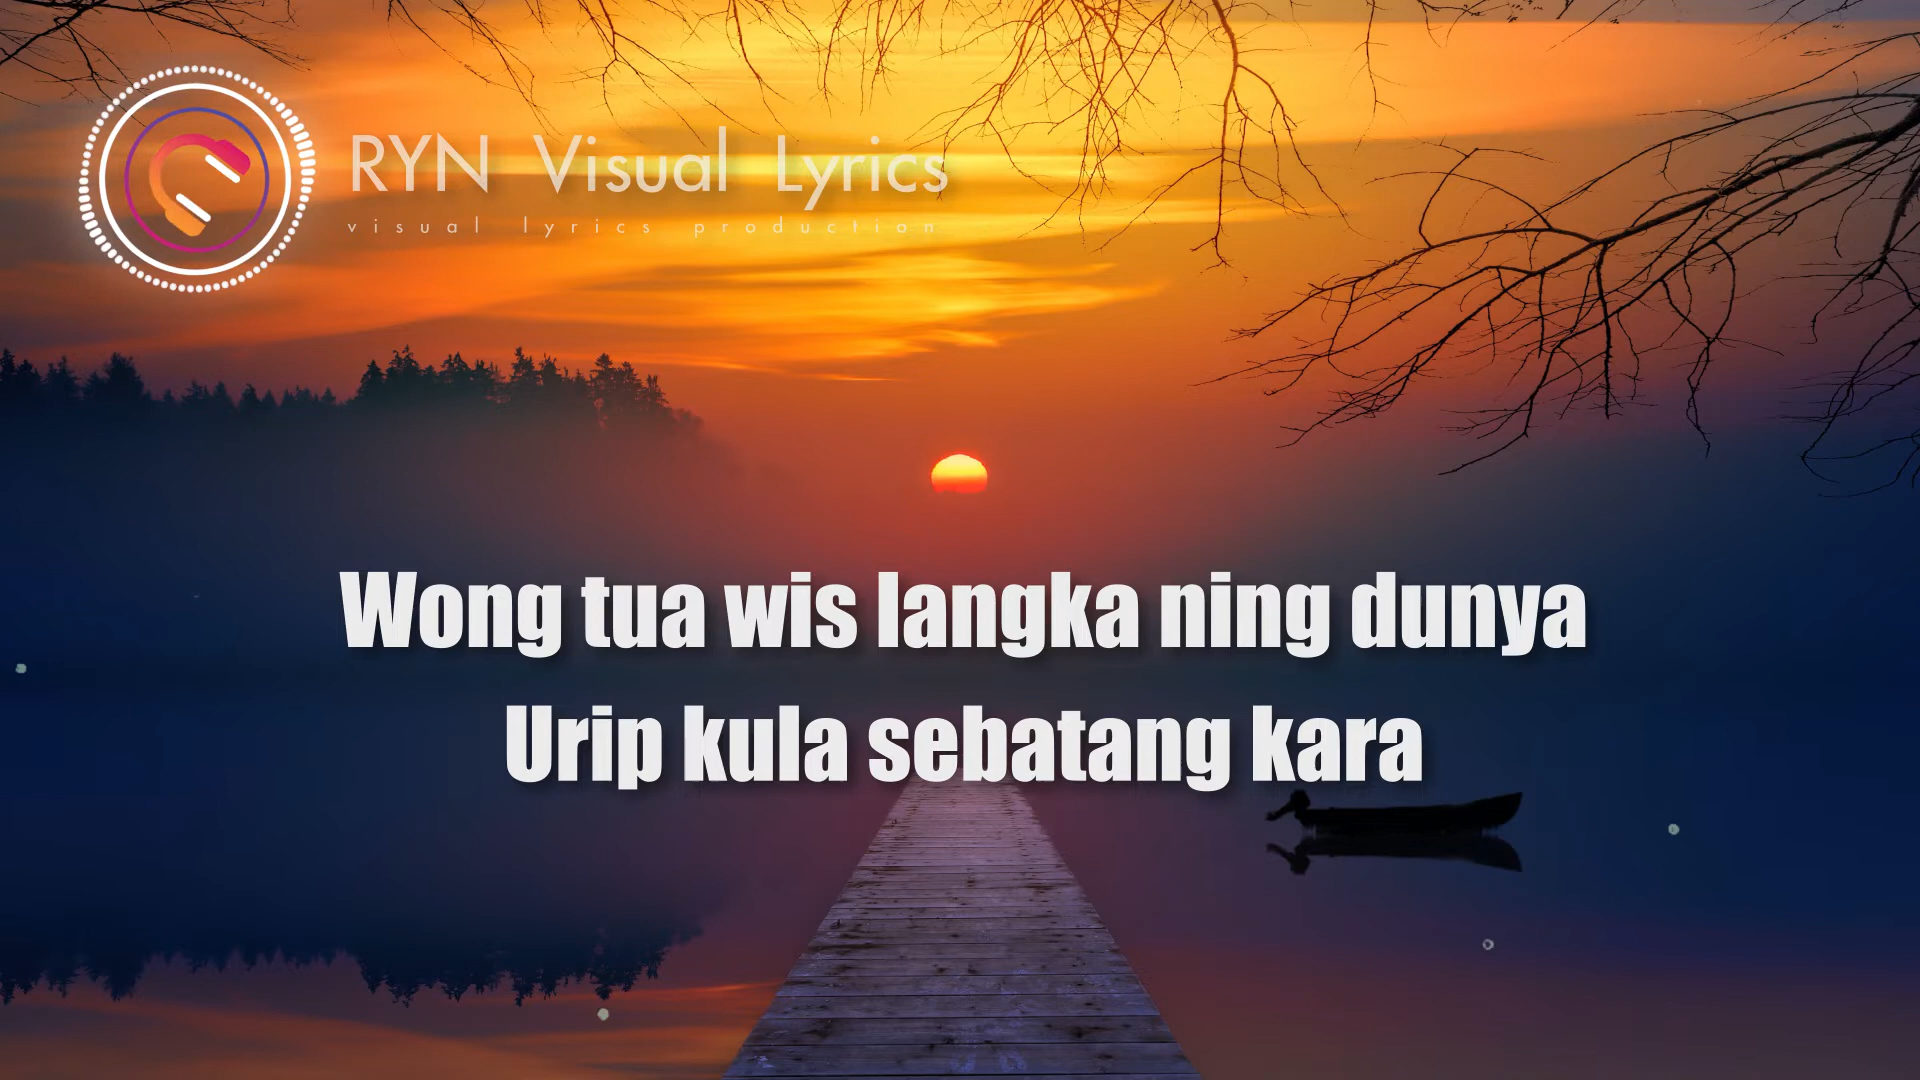 RYN Visual Lyrics
visual lyrics production
Wong tua wis langka ning dunya
Urip kula sebatang kara